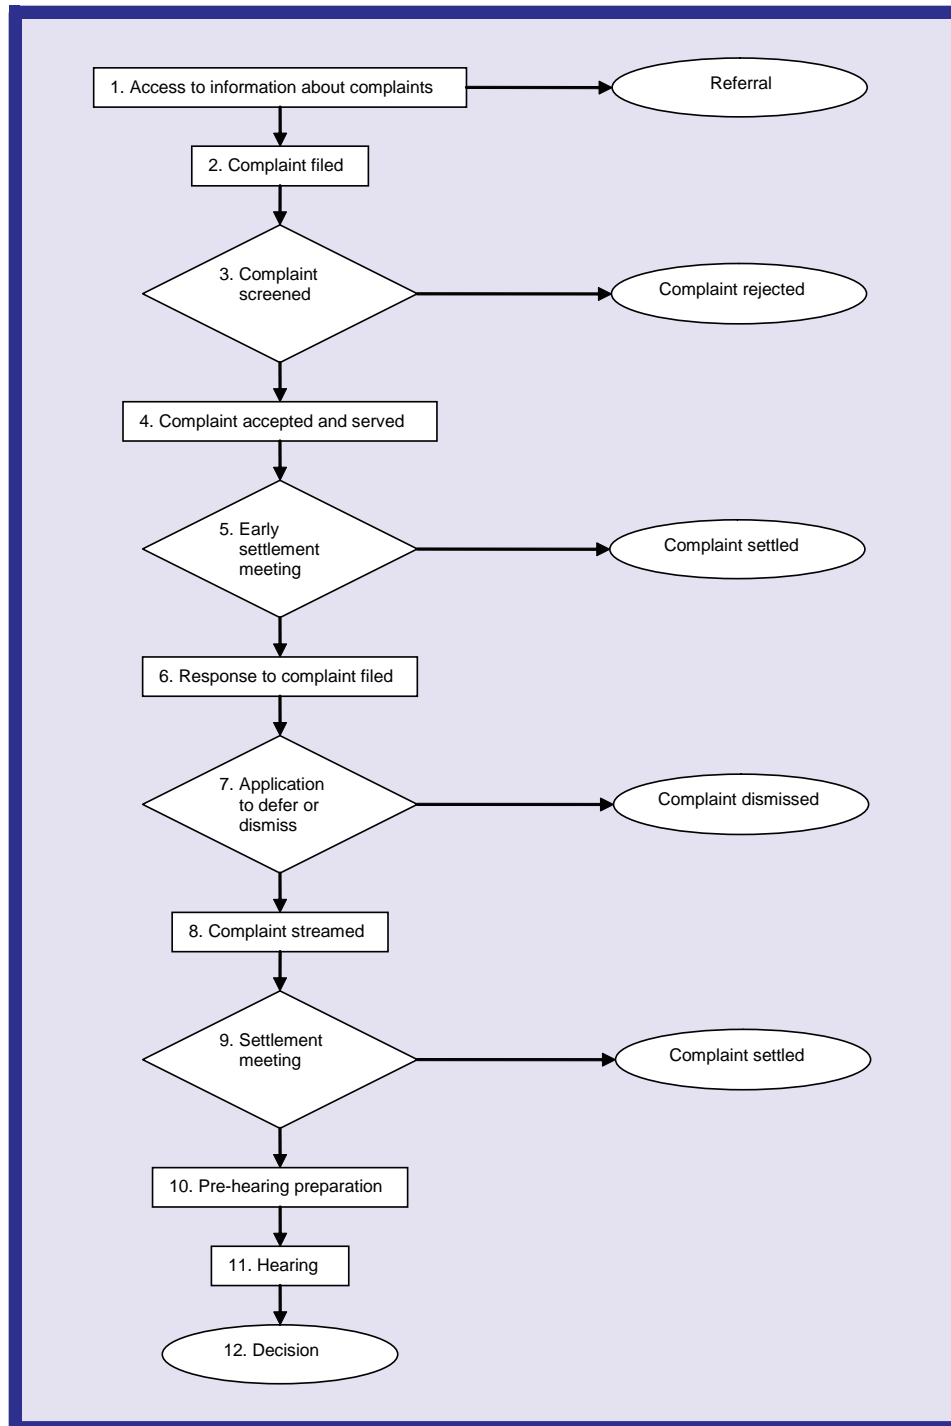 1. Access to information about complaints
Referral
2. Complaint filed
3. Complaint
screened
Complaint rejected
4. Complaint accepted and served
5. Early
settlement
meeting
Complaint settled
6. Response to complaint filed
7. Application
to defer or
dismiss
Complaint dismissed
8. Complaint streamed
9. Settlement
meeting
Complaint settled
10. Pre-hearing preparation
11. Hearing
12. Decision